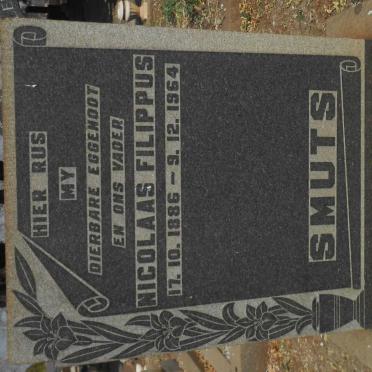 HIER RUS
MY
DIERBARE EGGENOOT
EN ONS VADER
NICOLAAS FILIPPUS
17. 10. 1886 – 9. 12. 1964
SMUTS